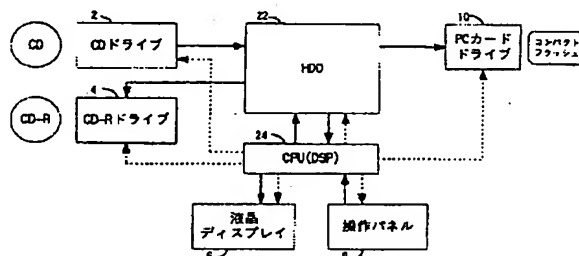 2
22
10
CD
CDドライブ
HDD
PCカード
ドライブ
コンパクト
フラッシュ
4
CD-R
CD-Rドライブ
24
CPU(DSP)
液晶
ディスプレイ
操作パネル